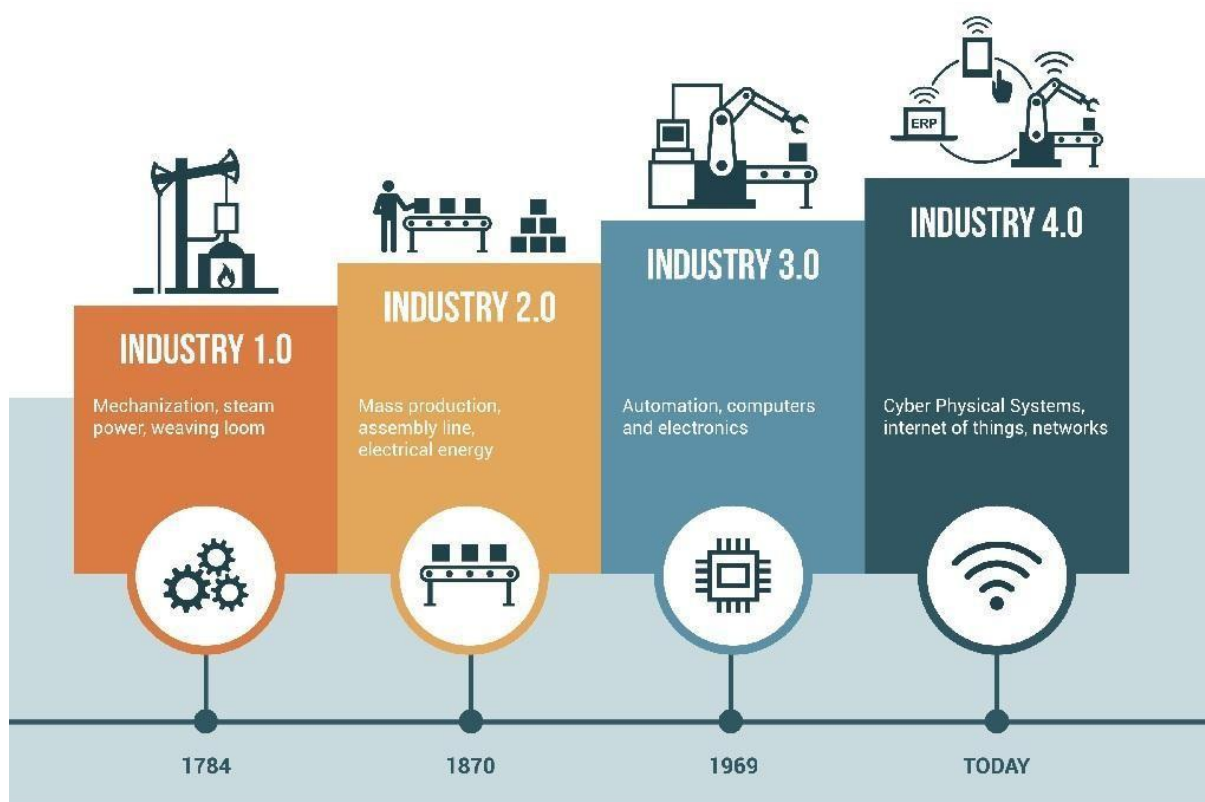 ERP
INDUSTRY 1.0
Mechanization, steam
power, weaving loom
INDUSTRY 2.0
Mass production,
assembly line,
electrical energy
INDUSTRY 3.0
Automation, computers
and electronics
INDUSTRY 4.0
Cyber Physical Systems,
internet of things, networks
1784
1870
1969
TODAY